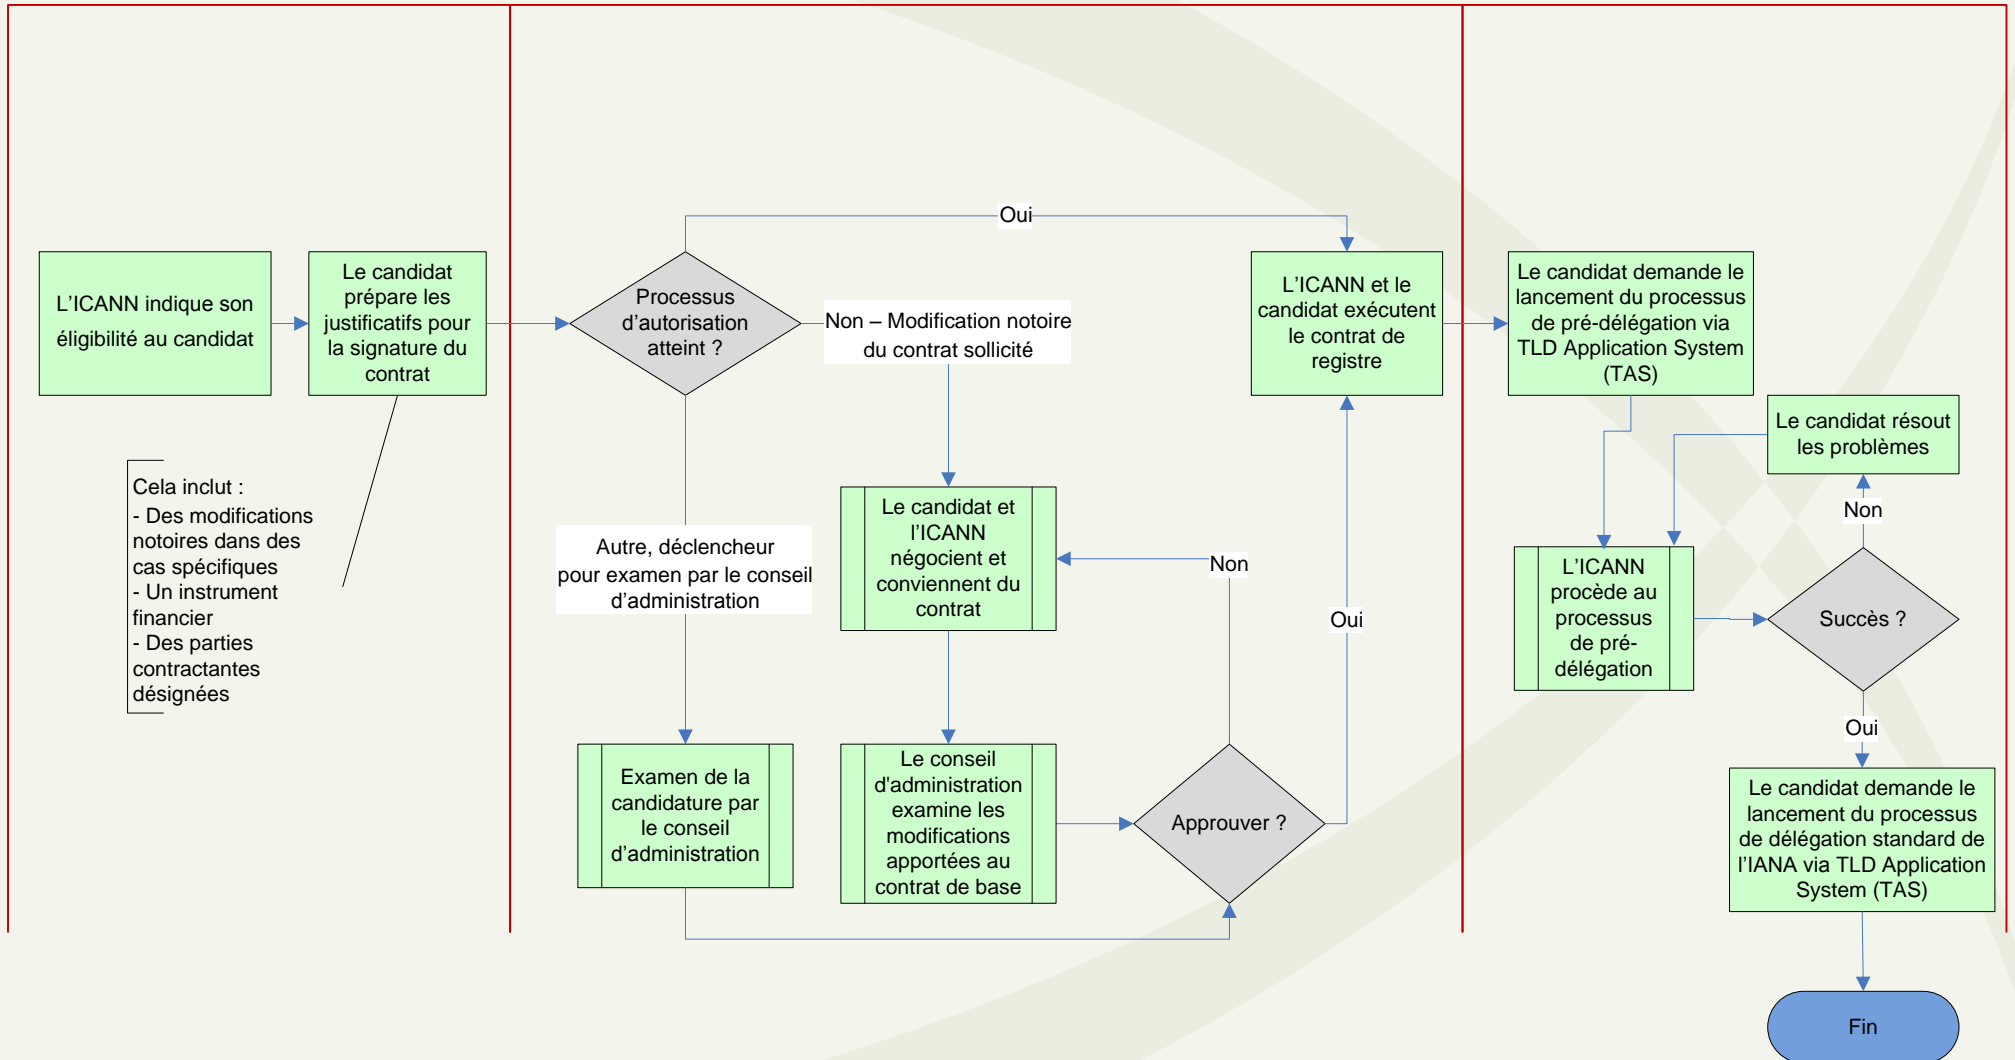 L'ICANN indique son
éligibilité au candidat
Le candidat
prépare les
justificatifs pour
la signature du
contrat
Cela inclut :
- Des modifications
notoires dans des
cas spécifiques
- Un instrument
financier
- Des parties
contractantes
désignées
Processus
d'autorisation
atteint ?
Oui
Non – Modification notoire
du contrat sollicité
Autre, déclencheur
pour examen par le conseil
d'administration
Examen de la
candidature par
le conseil
d'administration
Le candidat et
l'ICANN
négocient et
conviennent du
contrat
Le conseil
d'administration
examine les
modifications
apportées au
contrat de base
Approuver ?
Non
Oui
L'ICANN et le
candidat exécutent
le contrat de
registre
Le candidat demande le
lancement du processus
de pré-délégation via
TLD Application System
(TAS)
Le candidat résout
les problèmes
Non
L'ICANN
procède au
processus
de pré-
délégation
Succès ?
Oui
Le candidat demande le
lancement du processus
de délégation standard de
l'IANA via TLD Application
System (TAS)
Fin